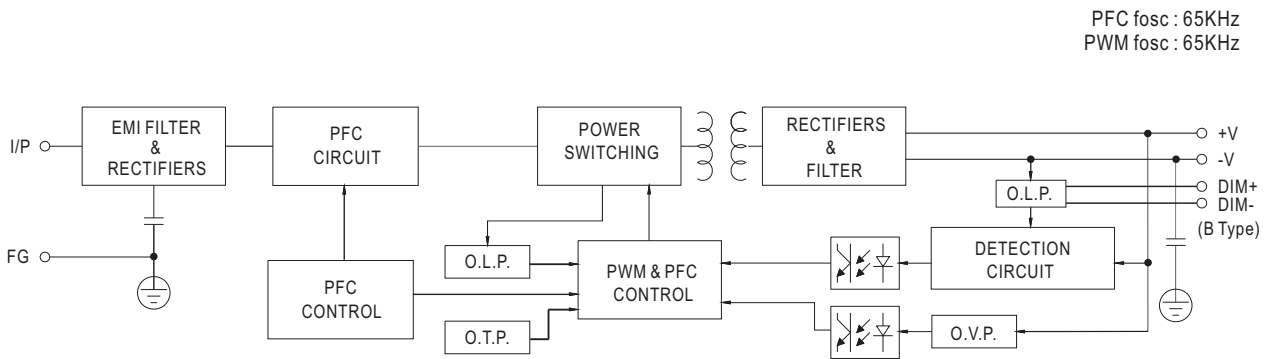 PFC fosc : 65KHz
PWM fosc : 65KHz
I/P
EMI FILTER
&
RECTIFIERS
PFC
CIRCUIT
POWER
SWITCHING
RECTIFIERS
&
FILTER
+V
-V
O.L.P.
DIM+
DIM-
(B Type)
FG
PFC
CONTROL
O.L.P.
O.T.P.
PWM & PFC
CONTROL
DETECTION
CIRCUIT
O.V.P.